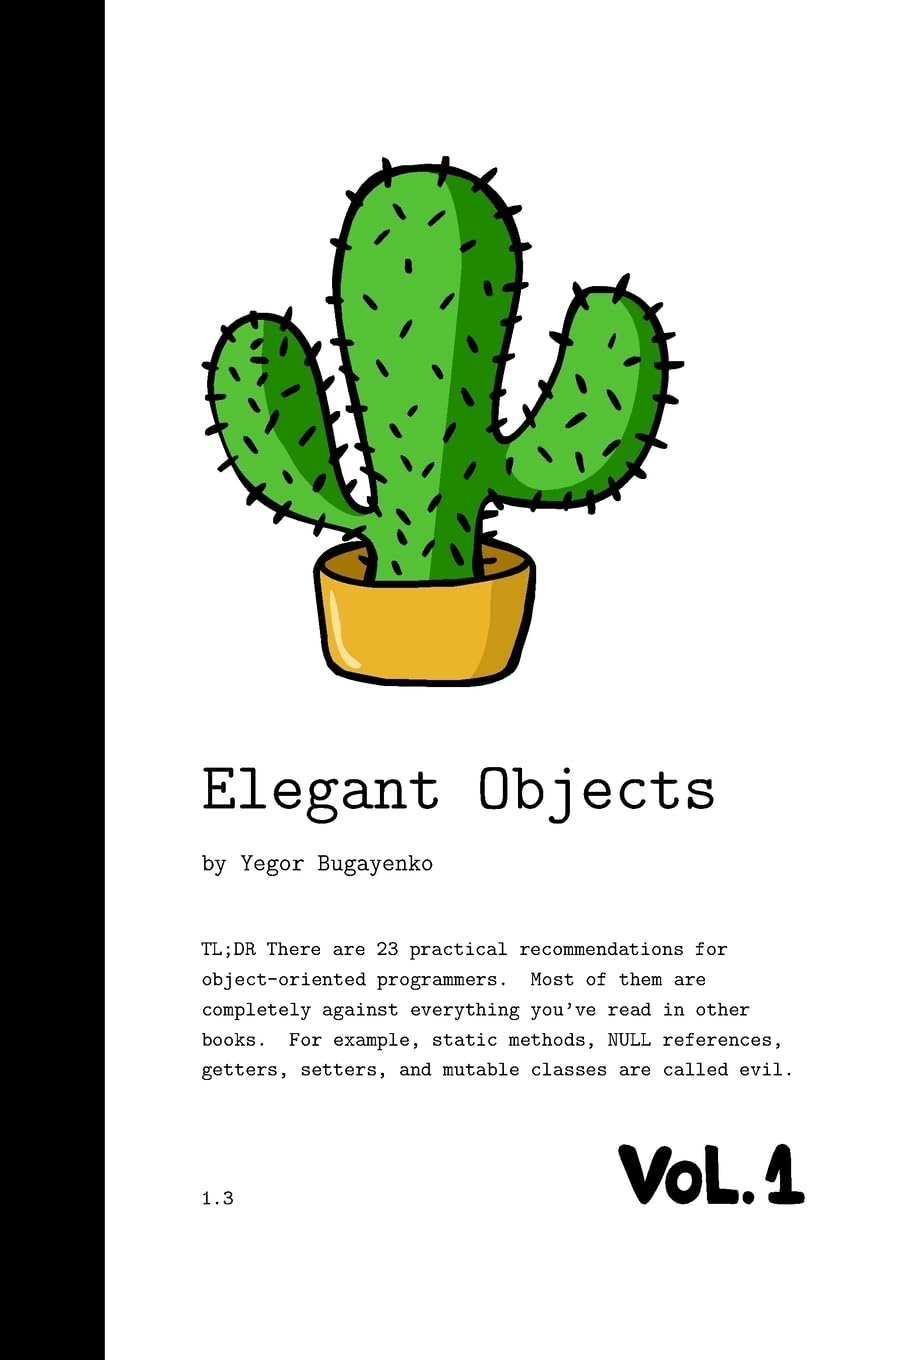 Elegant Objects
by Yegor Bugayenko
TL;DR There are 23 practical recommendations for
object-oriented programmers.  Most of them are
completely against everything you've read in other
books.  For example, static methods, NULL references,
getters, setters, and mutable classes are called evil.
VoL.1
1.3